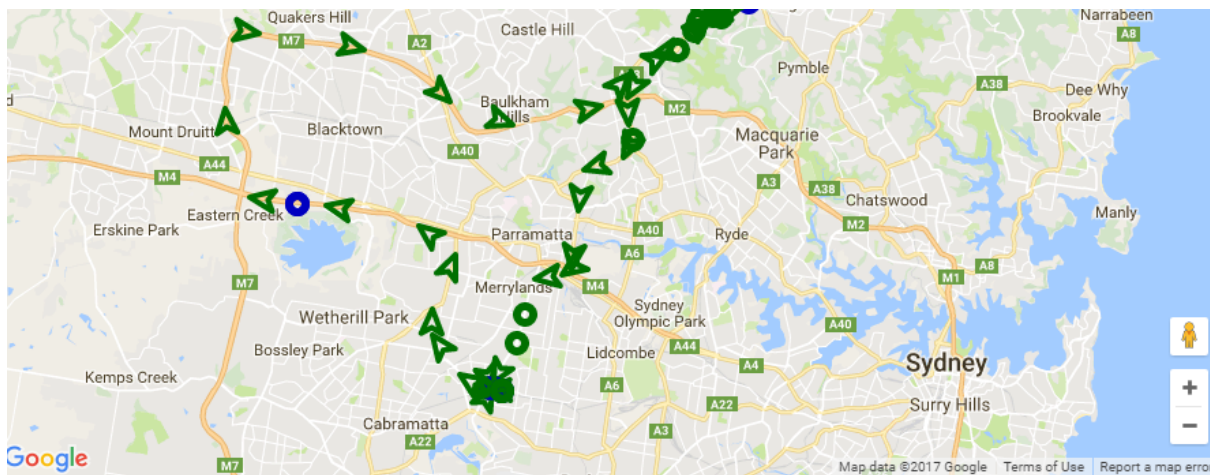 Quakers Hill
Narrabeen
M7
A2
Castle Hill
A8
Pymble
A38
Dee Why
Baulkham
Hills
M2
Brookvale
Mount Druitt
Blacktown
Macquarie
Park
A44
A40
M4
A3
A38
Chatswood
Eastern Creek
Manly
Erskine Park
Parramatta
A40
Ryde
M2
A6
A8
M7
Merrylands
M4
M1
Wetherill Park
Sydney
Olympic Park
A40
Bossley Park
Lidcombe
A44
Kemps Creek
A4
Sydney
A6
A22
Surry Hills
Cabramatta
A22
A3
M7
Google
Map data ©2017 Google
Terms of Use
Report a map erro